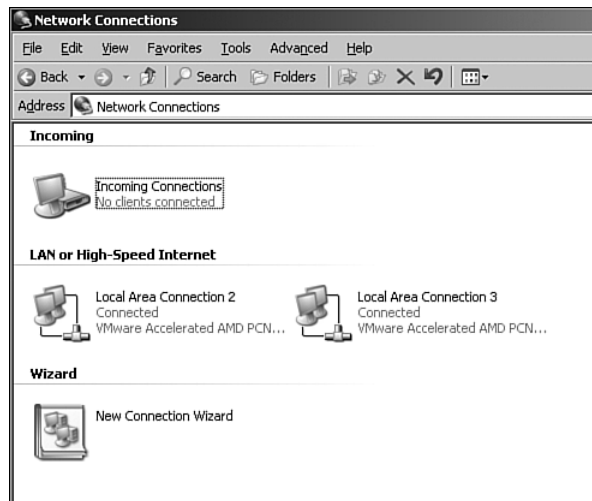 Network Connections
File Edit View Favorites Tools Advanced Help
Back Search Folders
Address Network Connections
Incoming
Incoming Connections
No clients connected
LAN or High-Speed Internet
Local Area Connection 2
Connected
VMware Accelerated AMD PCN...
Local Area Connection 3
Connected
VMware Accelerated AMD PCN...
Wizard
New Connection Wizard